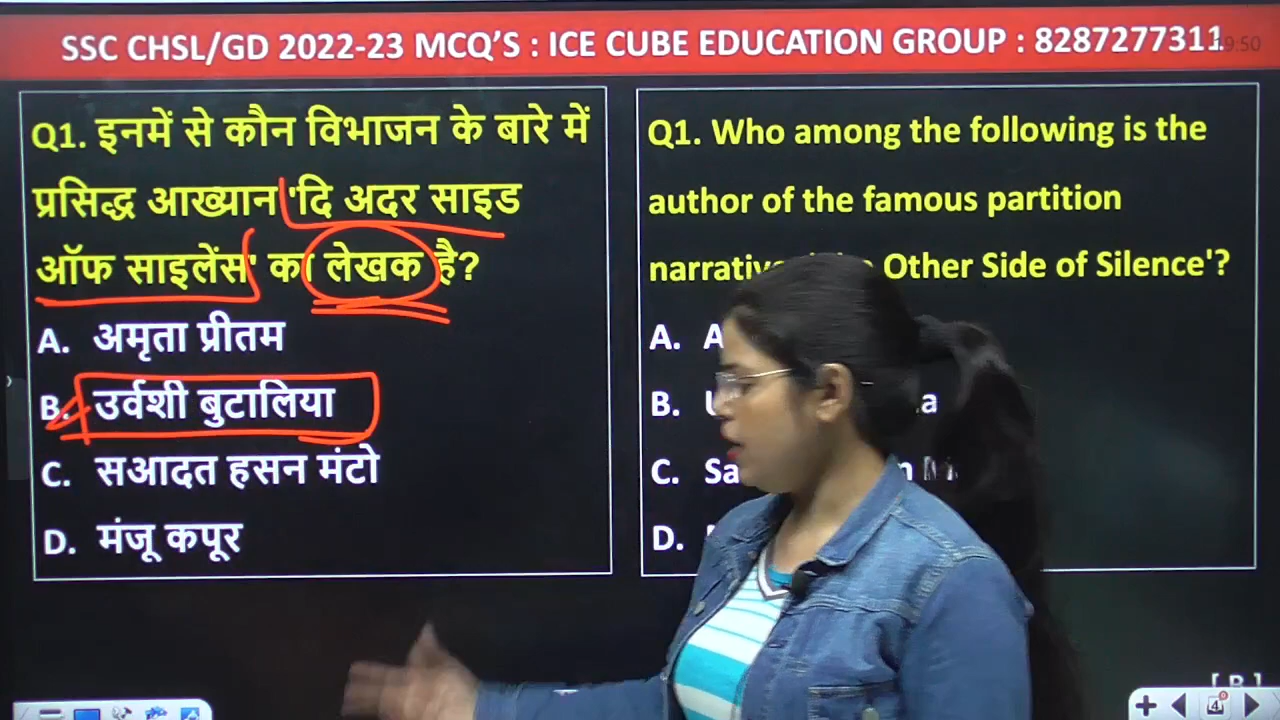 SSC CHSL/GD 2022-23 MCQ'S : ICE CUBE EDUCATION GROUP : 8287277311
Q1. इनमें से कौन विभाजन के बारे में
प्रसिद्ध आख्यान 'दि अदर साइड
ऑफ साइलेंस' का लेखक है?
A. अमृता प्रीतम
B. उर्वशी बुटालिया
C. सआदत हसन मंटो
D. मंजू कपूर
Q1. Who among the following is the
author of the famous partition
Other Side of Silence'?
A.
B.
C.
D.
[ B ]